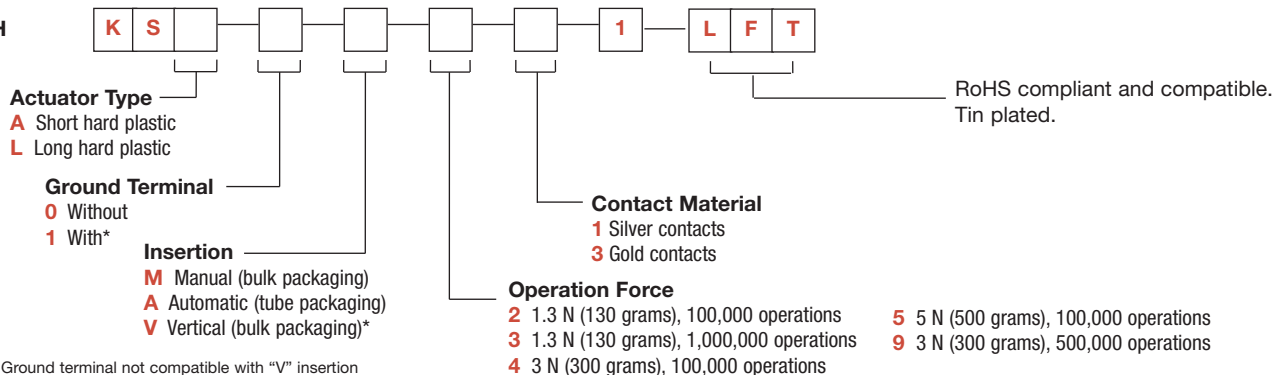 H
K S 1 L F T
RoHS compliant and compatible.
Tin plated.
Actuator Type
A Short hard plastic
L Long hard plastic
Ground Terminal
0 Without
1 With*
Insertion
M Manual (bulk packaging)
A Automatic (tube packaging)
V Vertical (bulk packaging)*
Contact Material
1 Silver contacts
3 Gold contacts
Operation Force
2 1.3 N (130 grams), 100,000 operations
3 1.3 N (130 grams), 1,000,000 operations
4 3 N (300 grams), 100,000 operations
5 5 N (500 grams), 100,000 operations
9 3 N (300 grams), 500,000 operations
Ground terminal not compatible with “V” insertion